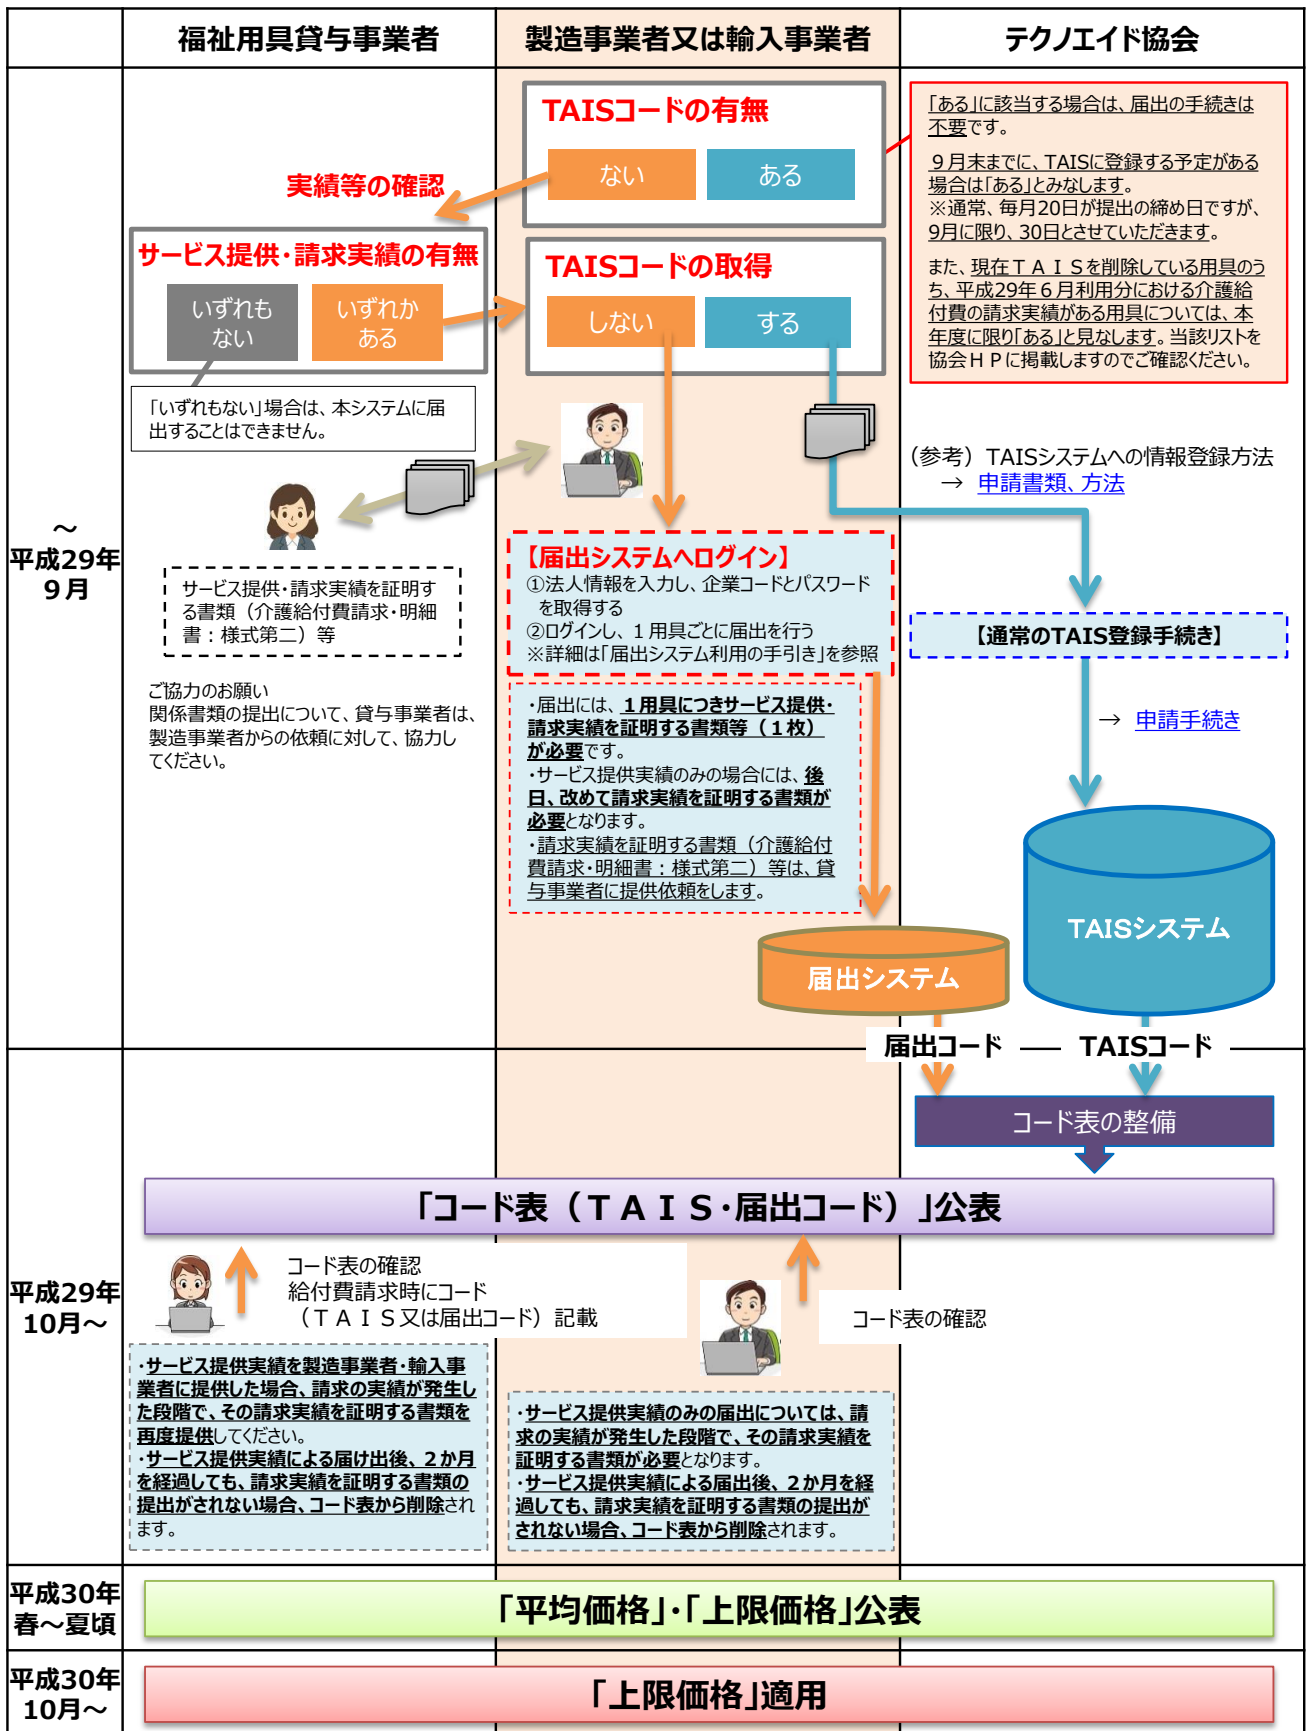 福祉用具貸与事業者
製造事業者又は輸入事業者
テクノエイド協会
～
平成29年
９月
TAISコードの有無
ない
ある
実績等の確認
サービス提供・請求実績の有無
いずれも
ない
いずれか
ある
TAISコードの取得
しない
する
「ある」に該当する場合は、届出の手続きは
不要です。
９月末までに、TAISに登録する予定がある
場合は「ある」とみなします。
※通常、毎月20日が提出の締め日ですが、
9月に限り、30日とさせていただきます。
また、現在ＴＡＩＳを削除している用具のう
ち、平成29年６月利用分における介護給
付費の請求実績がある用具については、本
年度に限り「ある」と見なします。当該リストを
協会ＨＰに掲載しますのでご確認ください。
「いずれもない」場合は、本システムに届
出することはできません。
（参考）TAISシステムへの情報登録方法
→ 申請書類、方法
サービス提供・請求実績を証明す
る書類（介護給付費請求・明細
書：様式第二）等
ご協力のお願い
関係書類の提出について、貸与事業者は、
製造事業者からの依頼に対して、協力し
てください。
【届出システムへログイン】
①法人情報を入力し、企業コードとパスワード
を取得する
②ログインし、１用具ごとに届出を行う
※詳細は「届出システム利用の手引き」を参照
・届出には、１用具につきサービス提供・
請求実績を証明する書類等（１枚）
が必要です。
・サービス提供実績のみの場合には、後
日、改めて請求実績を証明する書類が
必要となります。
・請求実績を証明する書類（介護給付
費請求・明細書：様式第二）等は、貸
与事業者に提供依頼をします。
【通常のTAIS登録手続き】
→ 申請手続き
TAISシステム
届出システム
届出コード
TAISコード
コード表の整備
「コード表（ＴＡＩＳ・届出コード）」公表
平成29年
10月～
コード表の確認
給付費請求時にコード
（ＴＡＩＳ又は届出コード）記載
コード表の確認
・サービス提供実績を製造事業者・輸入事
業者に提供した場合、請求の実績が発生し
た段階で、その請求実績を証明する書類を
再度提供してください。
・サービス提供実績による届け出後、２か月
を経過しても、請求実績を証明する書類の
提出がされない場合、コード表から削除され
ます。
・サービス提供実績のみの届出については、請
求の実績が発生した段階で、その請求実績を
証明する書類が必要となります。
・サービス提供実績による届出後、２か月を経
過しても、請求実績を証明する書類の提出が
されない場合、コード表から削除されます。
平成30年
春～夏頃
「平均価格」・「上限価格」公表
平成30年
10月～
「上限価格」適用